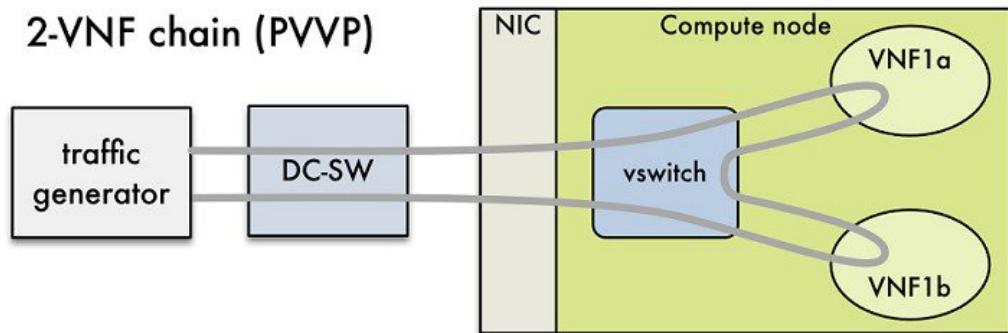 2-VNF chain (PVVP)
NIC
Compute node
VNF1a
traffic
generator
DC-SW
vswitch
VNF1b